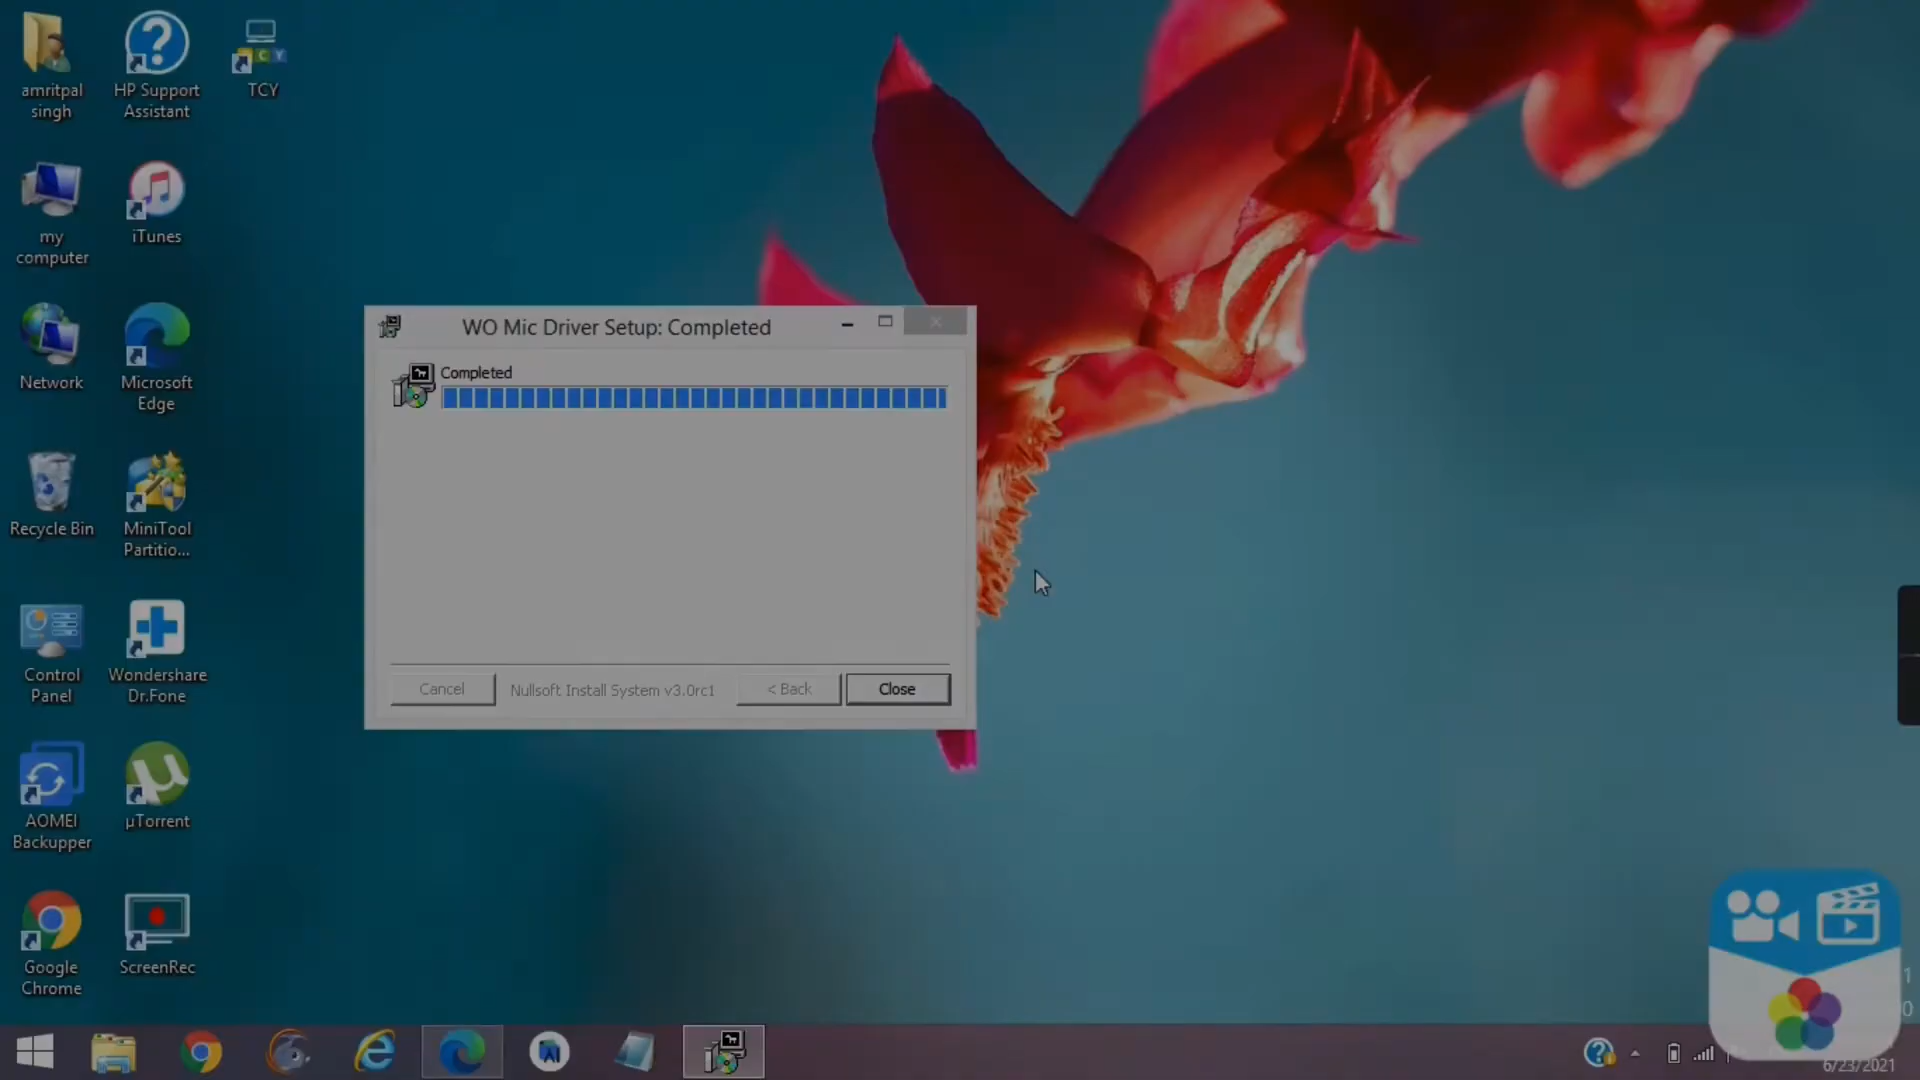 amritpal
singh
HP Support
Assistant
TCY
my
computer
iTunes
Network
Microsoft
Edge
Recycle Bin
MiniTool
Partitio...
Control
Panel
Wondershare
Dr.Fone
AOMEI
Backupper
µTorrent
Google
Chrome
ScreenRec
WO Mic Driver Setup: Completed
Completed
Cancel
Nullsoft Install System v3.0rc1
< Back
Close
6/23/2021